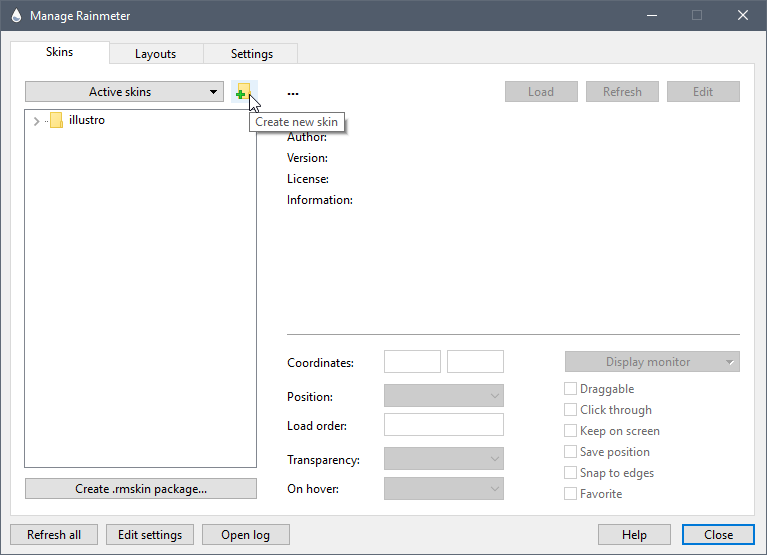 Manage Rainmeter
Skins Layouts Settings
Active skins ... Load Refresh Edit
illustro
Create new skin
Author:
Version:
License:
Information:
Coordinates: Display monitor
Draggable
Position:
Click through
Load order:
Keep on screen
Save position
Transparency:
Snap to edges
Create .rmskin package... On hover:
Favorite
Refresh all Edit settings Open log Help Close